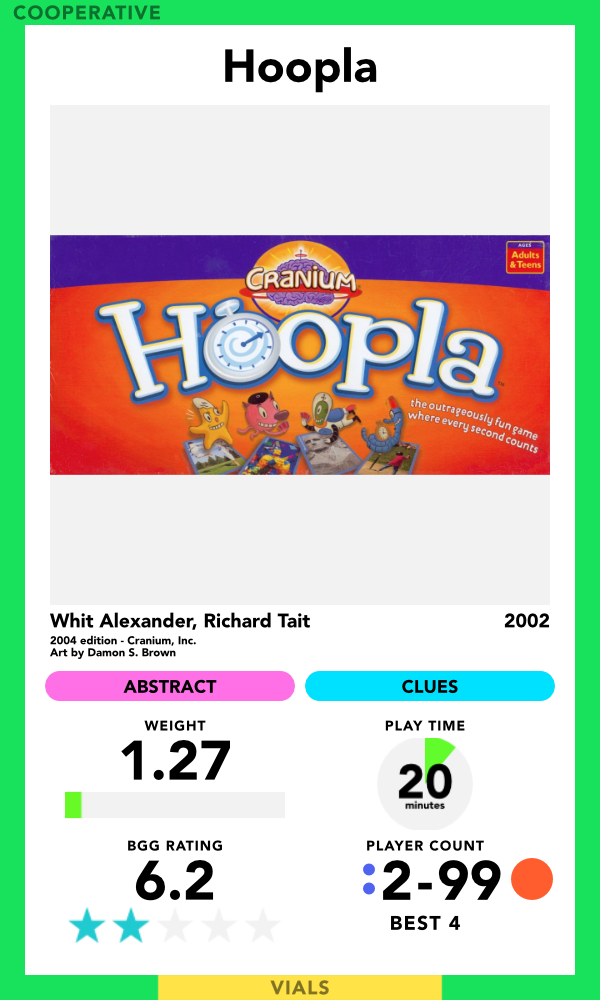 COOPERATIVE
Hoopla
AGES
Adults
& Teens
CRANIUM
Hoopla
the outrageously fun game
where every second counts
Whit Alexander, Richard Tait 2002
2004 edition - Cranium, Inc.
Art by Damon S. Brown
ABSTRACT CLUES
WEIGHT PLAY TIME
1.27 20
minutes
BGG RATING PLAYER COUNT
6.2 2-99
BEST 4
VIALS